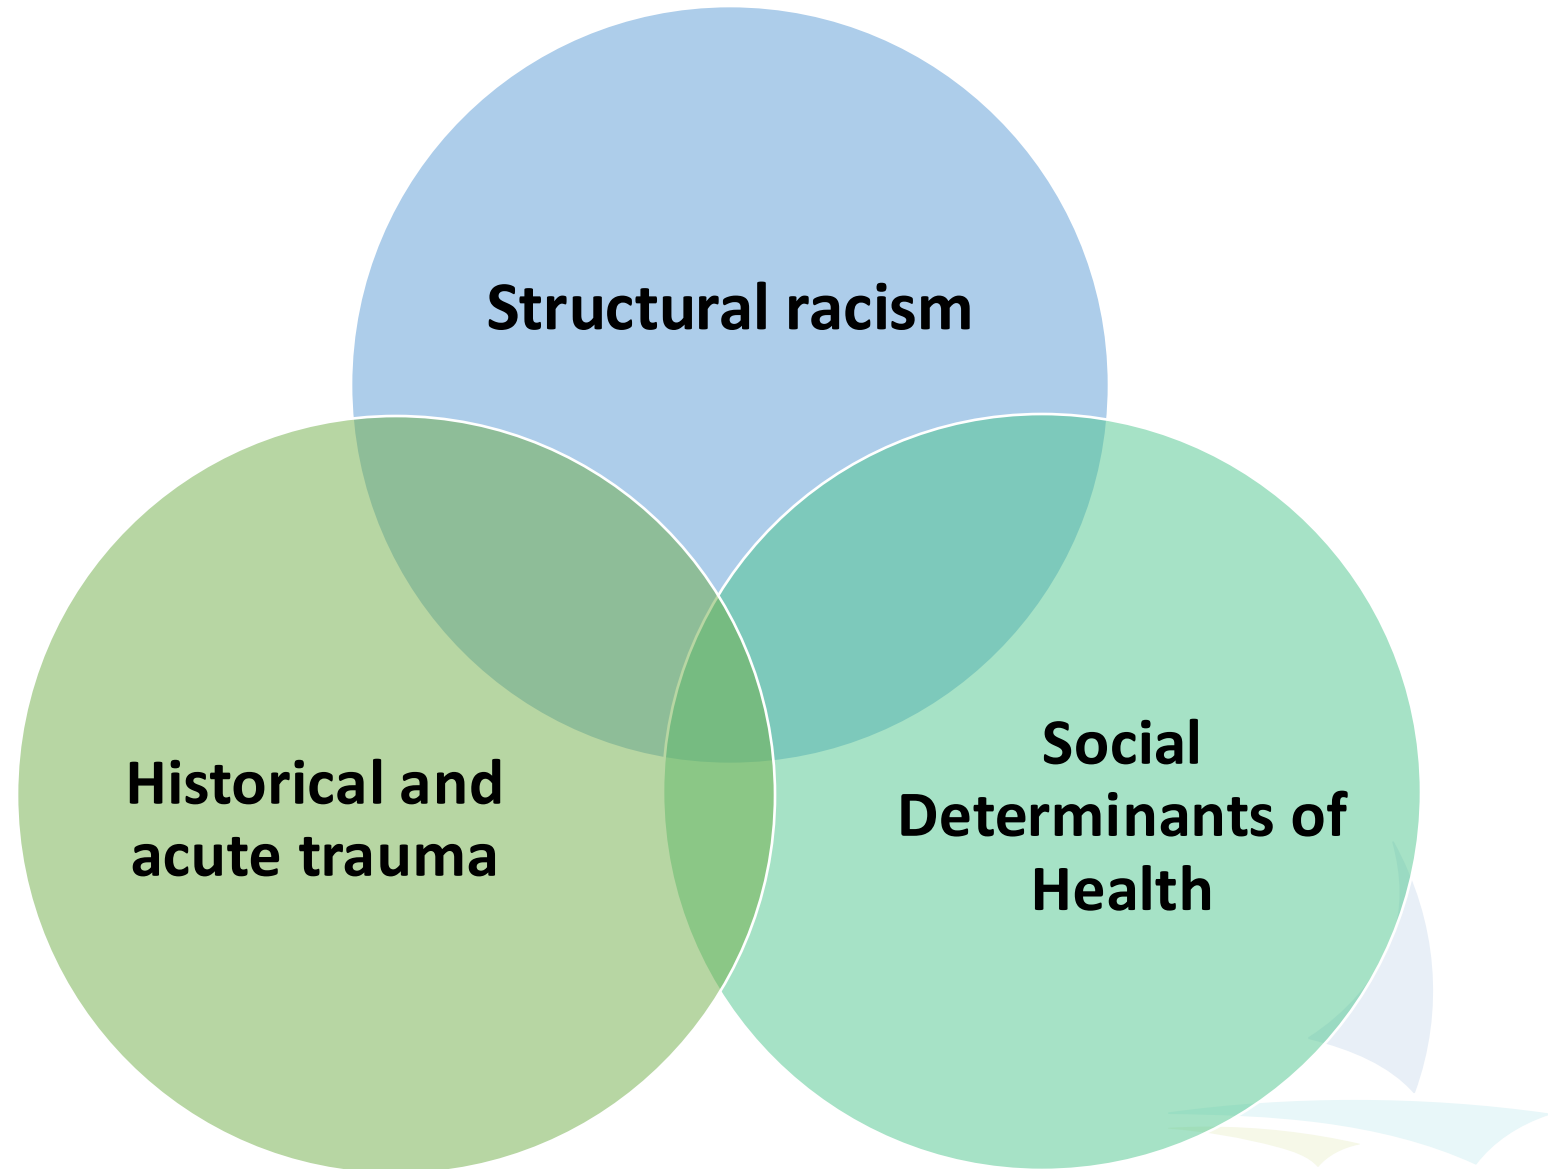 Structural racism
Historical and
acute trauma
Social
Determinants of
Health